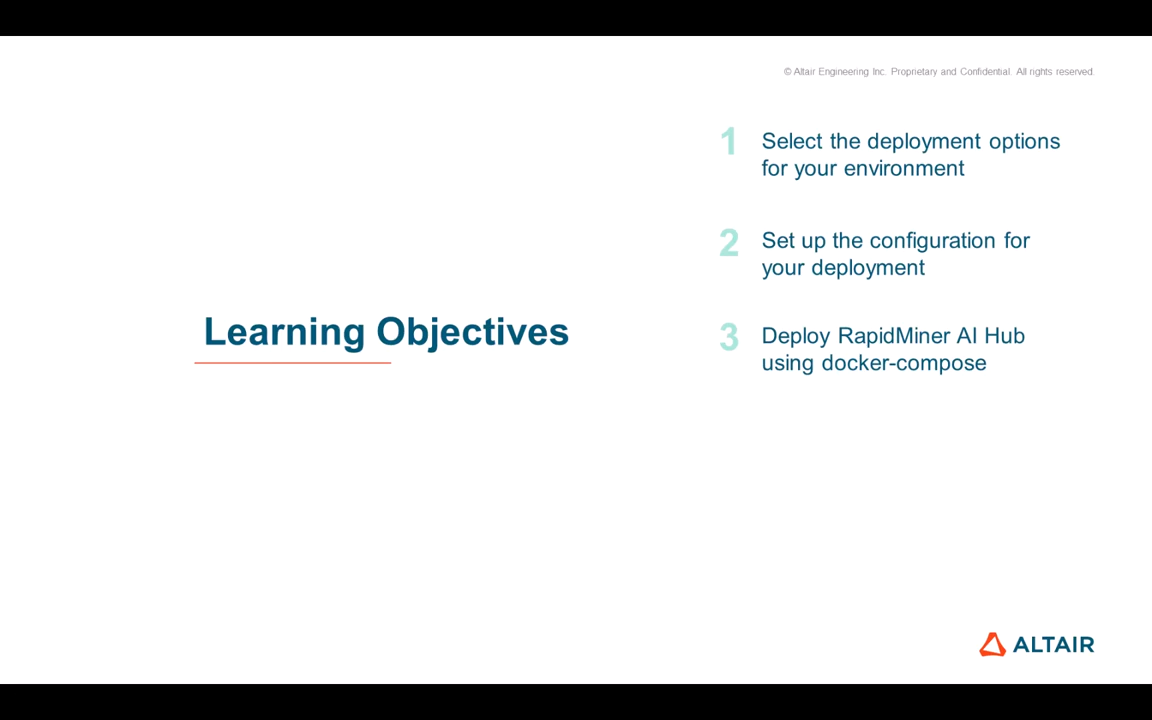 © Altair Engineering Inc. Proprietary and Confidential. All rights reserved.
Learning Objectives
1 Select the deployment options
for your environment
2 Set up the configuration for
your deployment
3 Deploy RapidMiner AI Hub
using docker-compose
ALTAIR